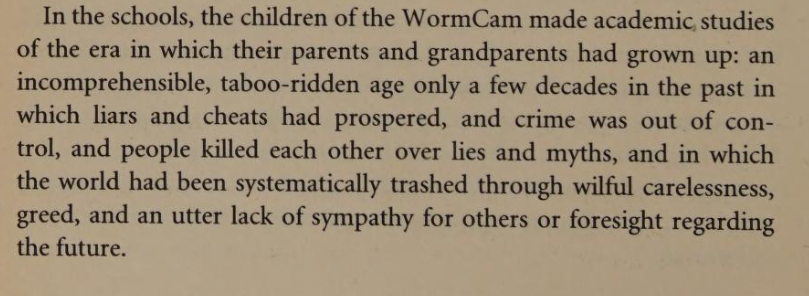 In the schools, the children of the WormCam made academic studies
of the era in which their parents and grandparents had grown up: an
incomprehensible, taboo-ridden age only a few decades in the past in
which liars and cheats had prospered, and crime was out of con-
trol, and people killed each other over lies and myths, and in which
the world had been systematically trashed through wilful carelessness,
greed, and an utter lack of sympathy for others or foresight regarding
the future.